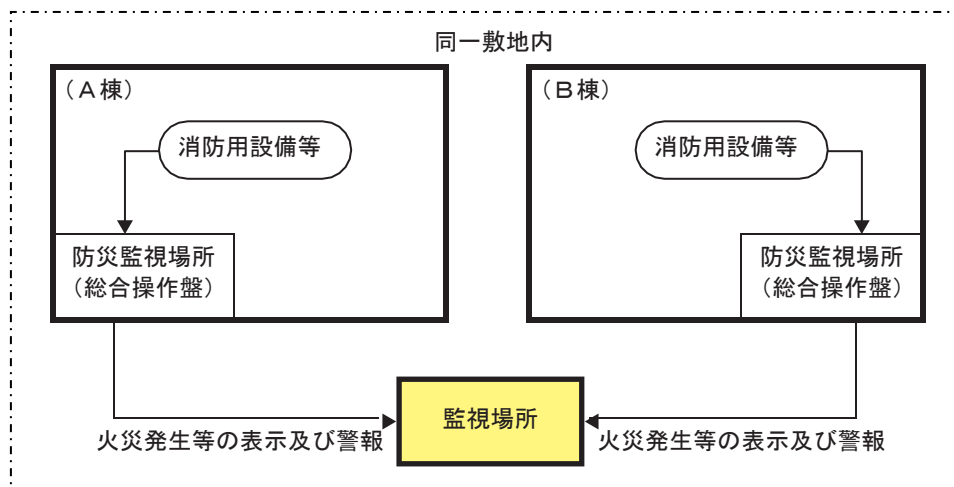 同一敷地内
（Ａ棟）
消防用設備等
防災監視場所
（総合操作盤）
（Ｂ棟）
消防用設備等
防災監視場所
（総合操作盤）
監視場所
火災発生等の表示及び警報
火災発生等の表示及び警報